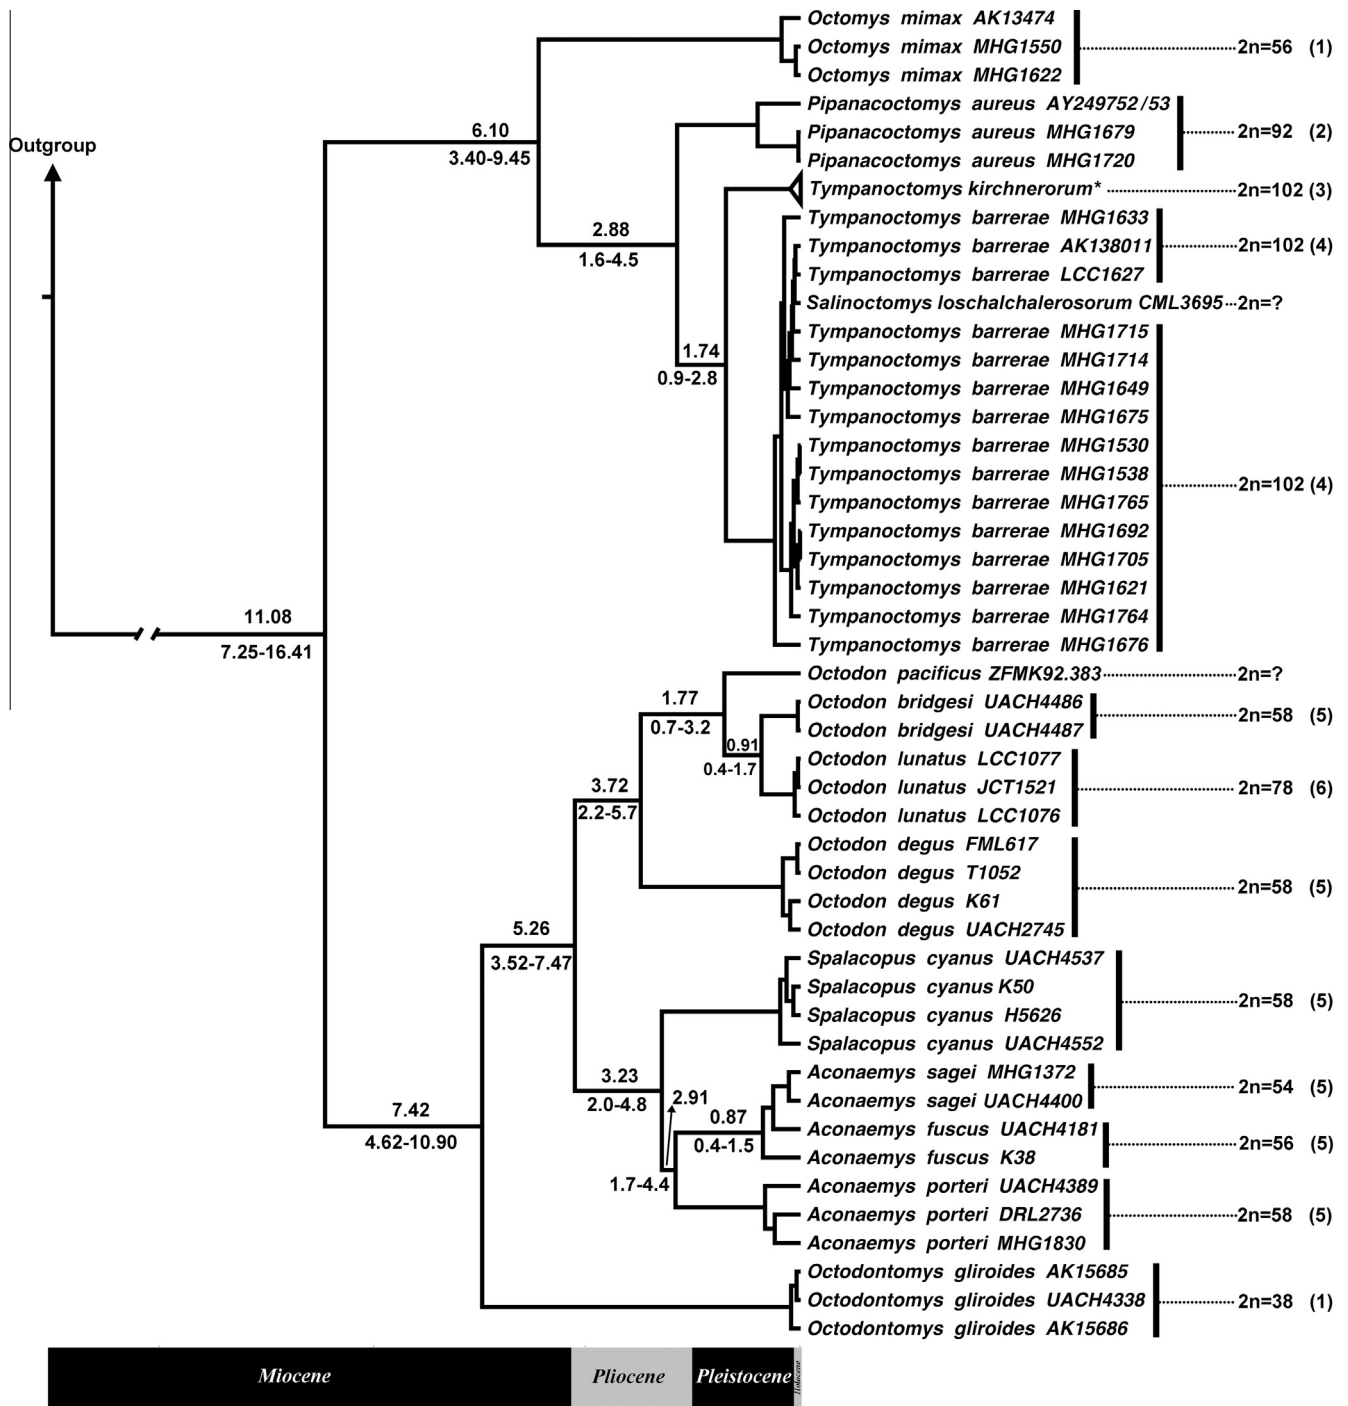 Octomys mimax AK13474
Octomys mimax MHG1550 2n=56 (1)
Octomys mimax MHG1622
Pipanacoctomys aureus AY249752/53
6.10
Pipanacoctomys aureus MHG1679 2n=92 (2)
Outgroup
3.40-9.45
Pipanacoctomys aureus MHG1720
Tympanoctomys kirchnerorum* 2n=102 (3)
Tympanoctomys barrerae MHG1633
2.88
Tympanoctomys barrerae AK138011 2n=102 (4)
1.6-4.5
Tympanoctomys barrerae LCC1627
Salinoctomys loschalchalerosorum CML3695 2n=?
Tympanoctomys barrerae MHG1715
1.74
Tympanoctomys barrerae MHG1714
0.9-2.8
Tympanoctomys barrerae MHG1649
Tympanoctomys barrerae MHG1675
Tympanoctomys barrerae MHG1530
Tympanoctomys barrerae MHG1538
2n=102 (4)
Tympanoctomys barrerae MHG1765
Tympanoctomys barrerae MHG1692
Tympanoctomys barrerae MHG1705
Tympanoctomys barrerae MHG1621
11.08
Tympanoctomys barrerae MHG1764
7.25-16.41
Tympanoctomys barrerae MHG1676
Octodon pacificus ZFMK92.383 2n=?
1.77
Octodon bridgesi UACH4486
2n=58 (5)
0.7-3.2
Octodon bridgesi UACH4487
0.91
0.4-1.7
Octodon lunatus LCC1077
3.72
Octodon lunatus JCT1521 2n=78 (6)
2.2-5.7
Octodon lunatus LCC1076
Octodon degus FML617
Octodon degus T1052
2n=58 (5)
Octodon degus K61
Octodon degus UACH2745
5.26
3.52-7.47
Spalacopus cyanus UACH4537
Spalacopus cyanus K50
2n=58 (5)
Spalacopus cyanus H5626
Spalacopus cyanus UACH4552
3.23
Aconaemys sagei MHG1372
2n=54 (5)
2.0-4.8
2.91
Aconaemys sagei UACH4400
7.42
0.87
Aconaemys fuscus UACH4181
4.62-10.90
0.4-1.5
2n=56 (5)
Aconaemys fuscus K38
1.7-4.4
Aconaemys porteri UACH4389
Aconaemys porteri DRL2736 2n=58 (5)
Aconaemys porteri MHG1830
Octodontomys gliroides AK15685
Octodontomys gliroides UACH4338 2n=38 (1)
Octodontomys gliroides AK15686
Miocene Pliocene Pleistocene Holocene